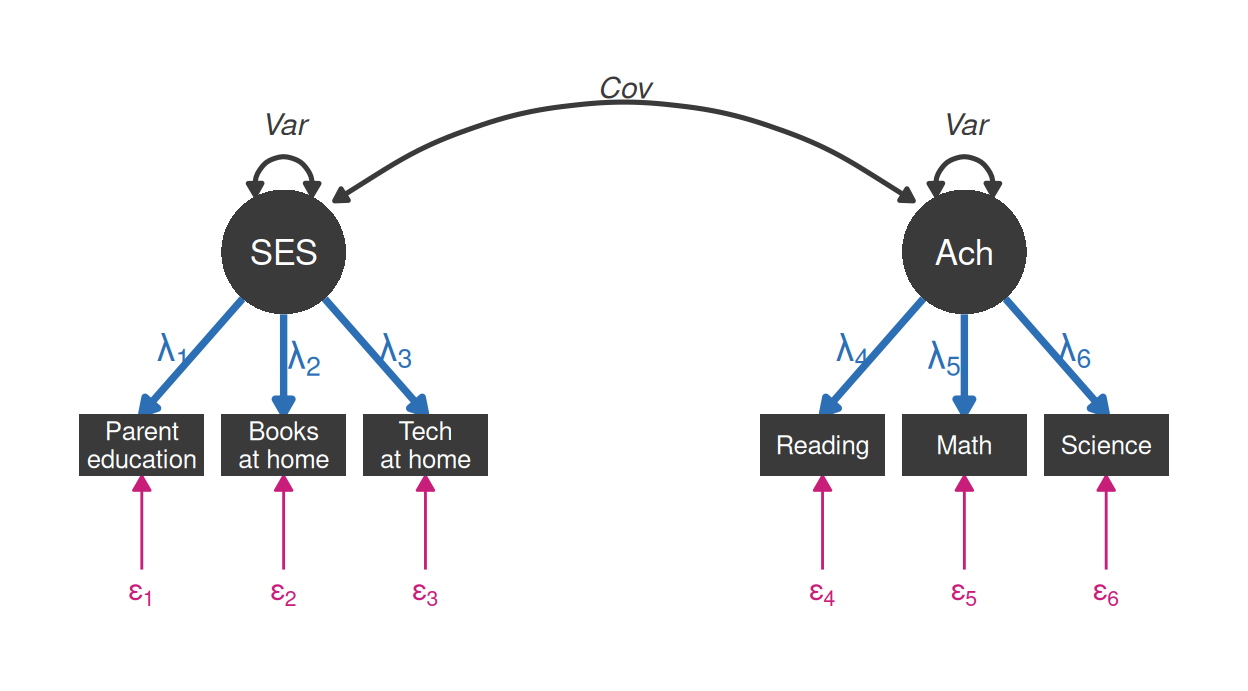 Cov
Var
Var
SES
Ach
λ1
λ2
λ3
λ4
λ5
λ6
Parent
education
Books
at home
Tech
at home
Reading
Math
Science
ε1
ε2
ε3
ε4
ε5
ε6